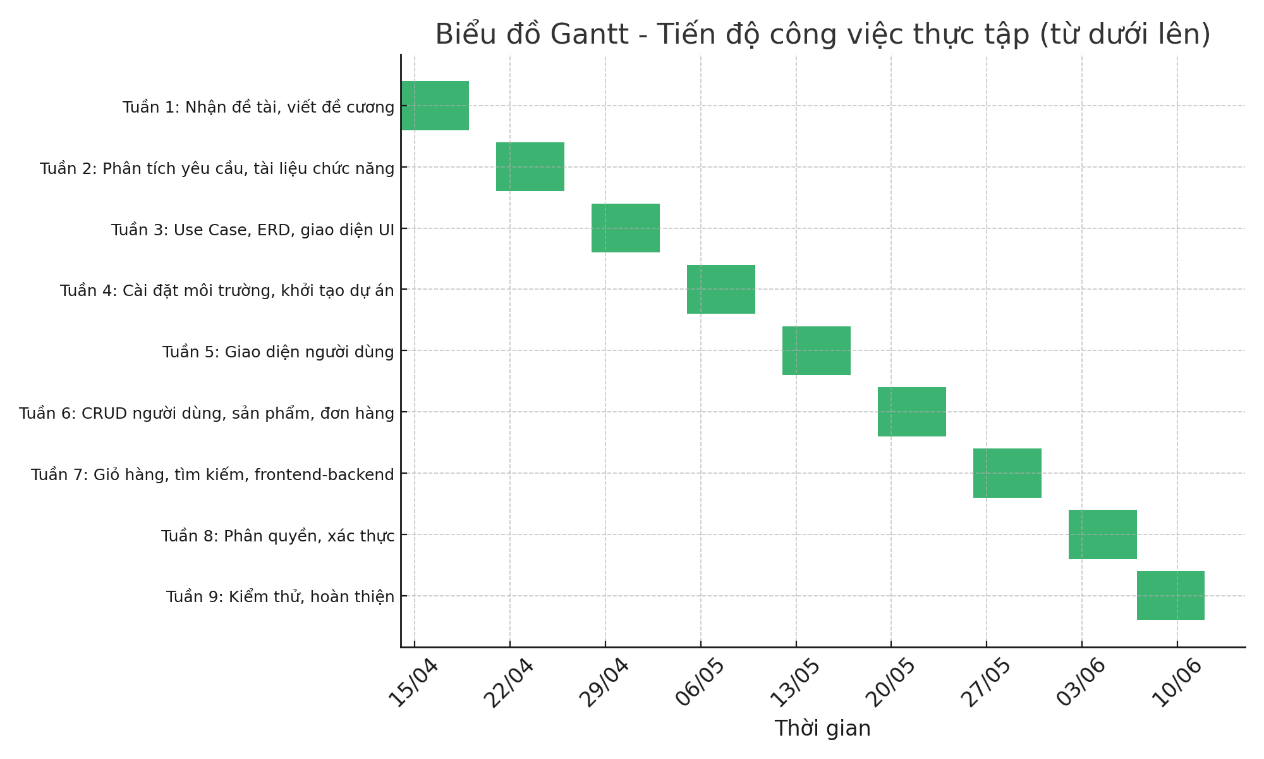 Biểu đồ Gantt - Tiến độ công việc thực tập (từ dưới lên)
Tuần 1: Nhận đề tài, viết đề cương
Tuần 2: Phân tích yêu cầu, tài liệu chức năng
Tuần 3: Use Case, ERD, giao diện UI
Tuần 4: Cài đặt môi trường, khởi tạo dự án
Tuần 5: Giao diện người dùng
Tuần 6: CRUD người dùng, sản phẩm, đơn hàng
Tuần 7: Giỏ hàng, tìm kiếm, frontend-backend
Tuần 8: Phân quyền, xác thực
Tuần 9: Kiểm thử, hoàn thiện
15/04 22/04 29/04 06/05 13/05 20/05 27/05 03/06 10/06
Thời gian